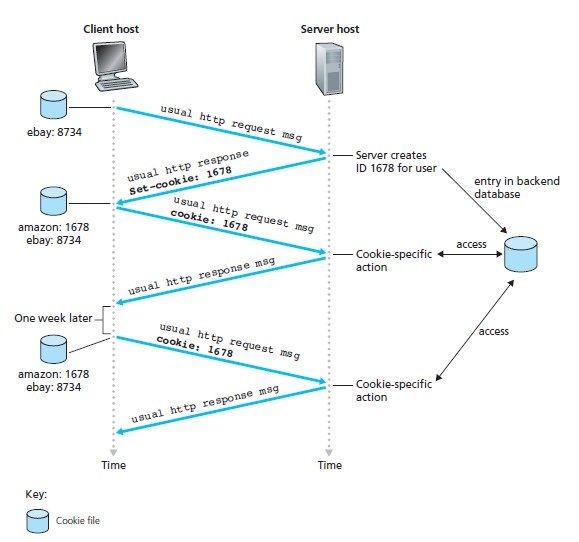 Client host
Server host
usual http request msg
ebay: 8734
Server creates
ID 1678 for user
usual http response
Set-cookie: 1678
entry in backend
database
amazon: 1678
ebay: 8734
usual http request msg
cookie: 1678
Cookie-specific
action
access
usual http response msg
One week later
usual http request msg
cookie: 1678
access
amazon: 1678
ebay: 8734
Cookie-specific
action
usual http response msg
Time
Time
Key:
Cookie file